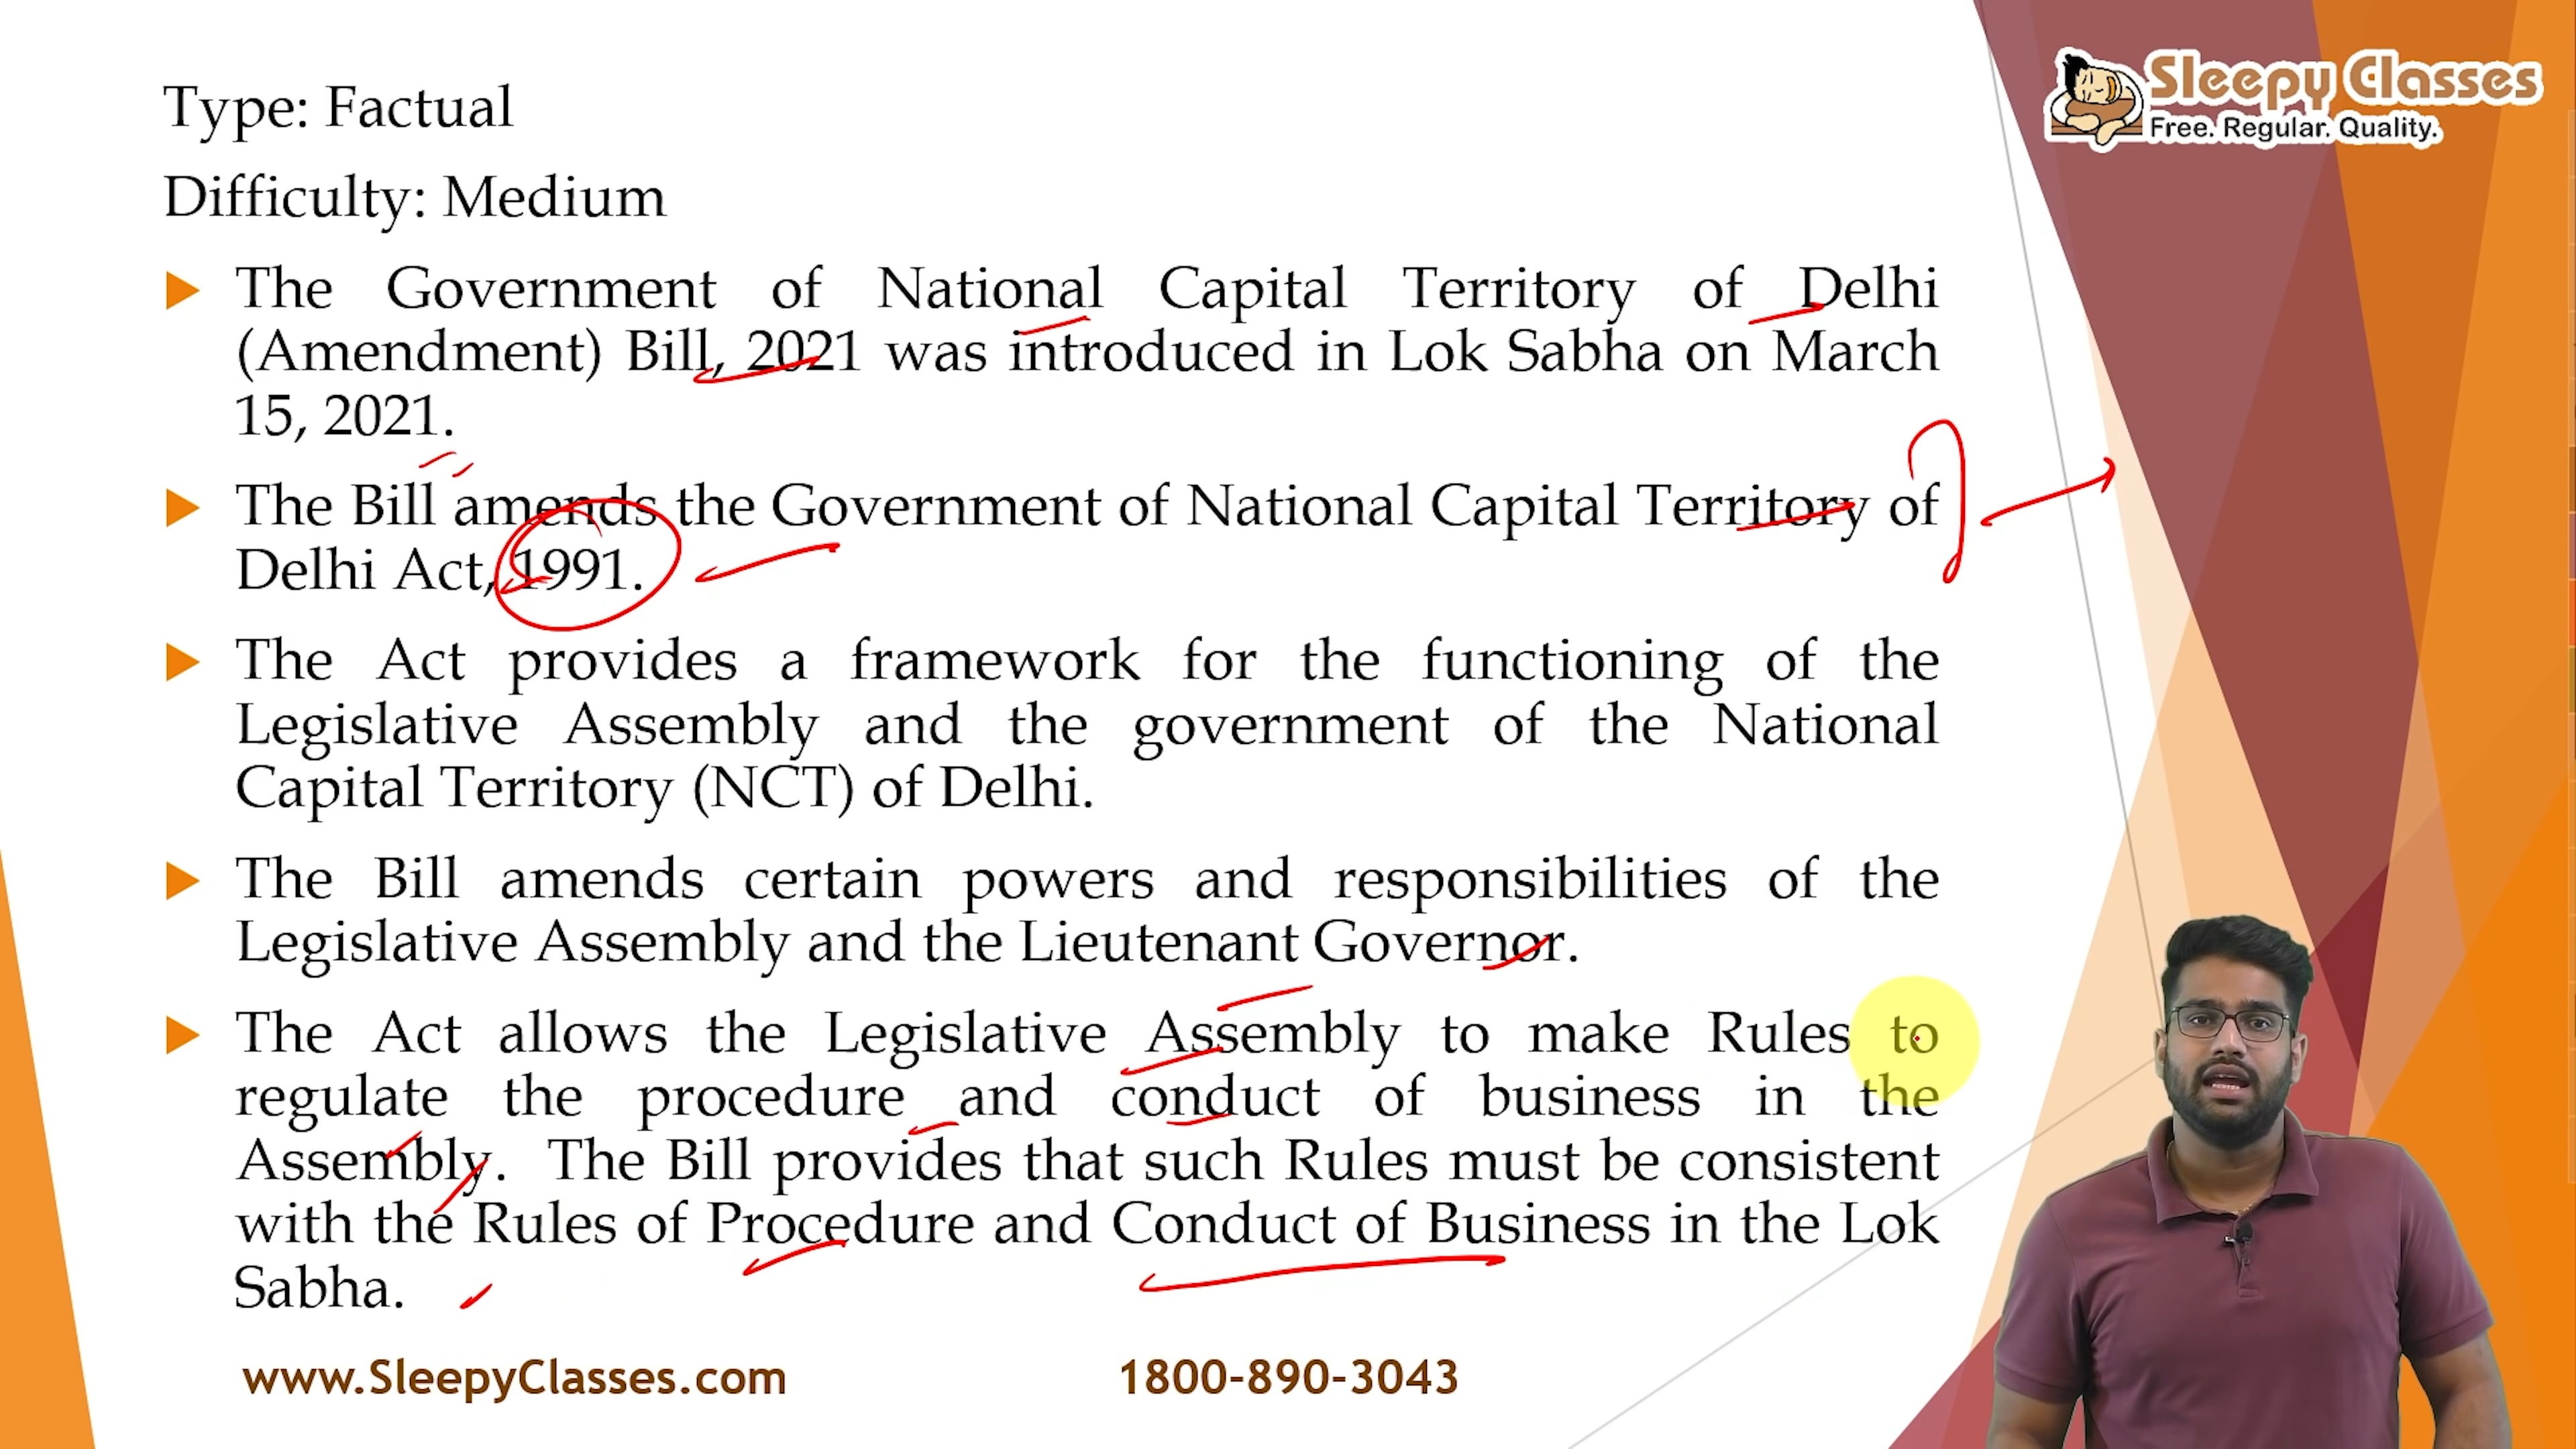 Sleepy Classes
Free. Regular. Quality.
Type: Factual
Difficulty: Medium
The Government of National Capital Territory of Delhi
(Amendment) Bill, 2021 was introduced in Lok Sabha on March
15, 2021.
The Bill amends the Government of National Capital Territory of
Delhi Act, 1991.
The Act provides a framework for the functioning of the
Legislative Assembly and the government of the National
Capital Territory (NCT) of Delhi.
The Bill amends certain powers and responsibilities of the
Legislative Assembly and the Lieutenant Governor.
The Act allows the Legislative Assembly to make Rules to
regulate the procedure and conduct of business in the
Assembly. The Bill provides that such Rules must be consistent
with the Rules of Procedure and Conduct of Business in the Lok
Sabha.
www.SleepyClasses.com
1800-890-3043